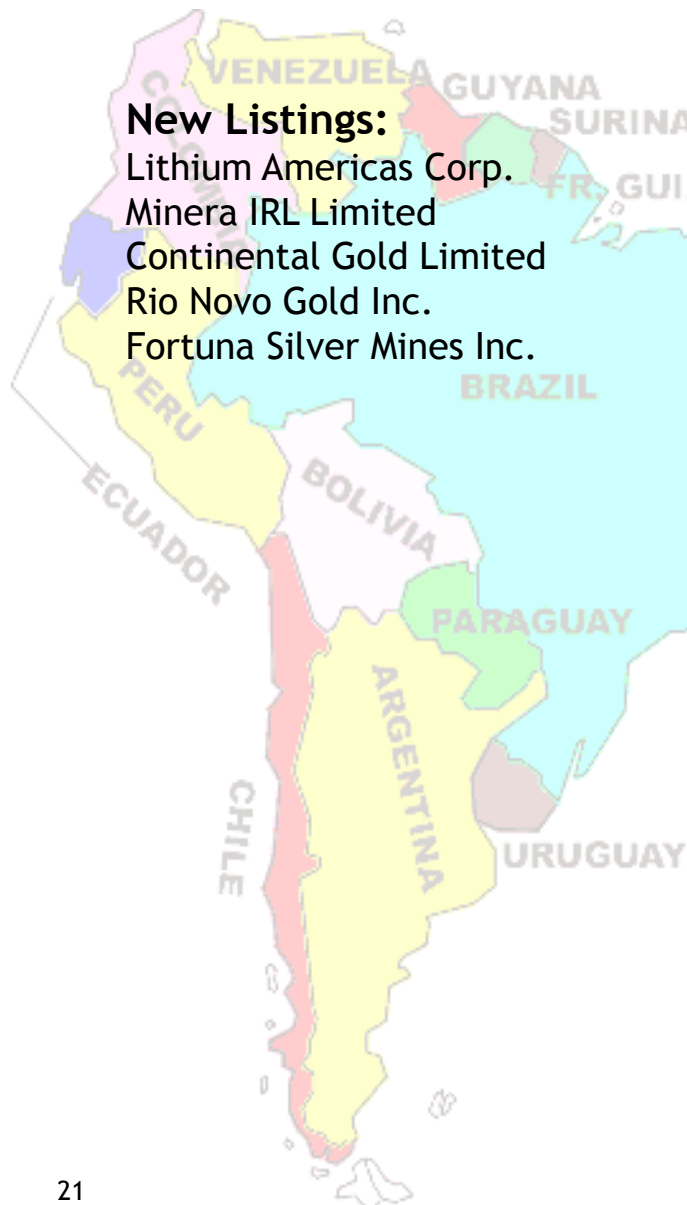 VENEZUELA
GUYANA
COLOMBIA
New Listings:
SURINA
Lithium Americas Corp.
FR. GUI
Minera IRL Limited
Continental Gold Limited
Rio Novo Gold Inc.
Fortuna Silver Mines Inc.
PERU
BRAZIL
BOLIVIA
ECUADOR
PARAGUAY
ARGENTINA
CHILE
URUGUAY
21